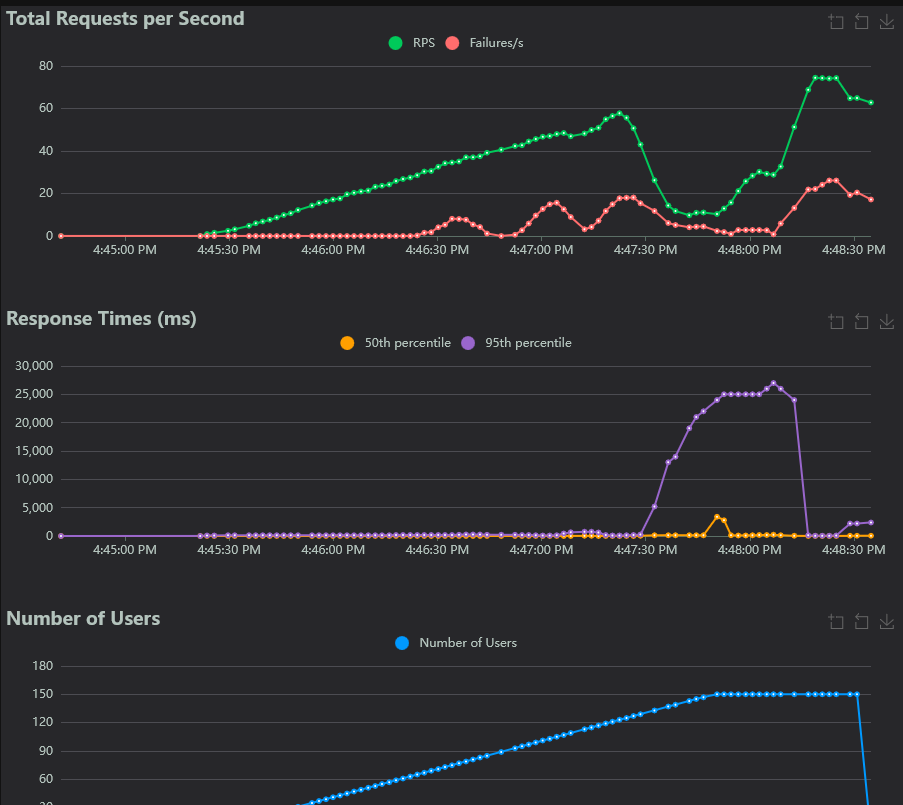 Total Requests per Second
RPS Failures/s
80
60
40
20
0
4:45:00 PM 4:45:30 PM 4:46:00 PM 4:46:30 PM 4:47:00 PM 4:47:30 PM 4:48:00 PM 4:48:30 PM
Response Times (ms)
50th percentile 95th percentile
30,000
25,000
20,000
15,000
10,000
5,000
0
4:45:00 PM 4:45:30 PM 4:46:00 PM 4:46:30 PM 4:47:00 PM 4:47:30 PM 4:48:00 PM 4:48:30 PM
Number of Users
Number of Users
180
150
120
90
60
30